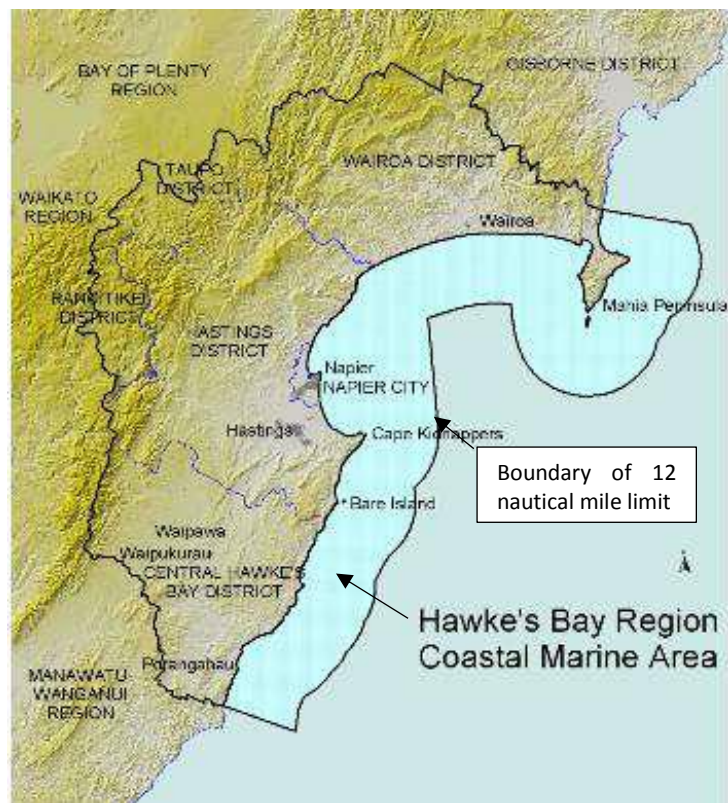 GISBORNE DISTRICT
BAY OF PLENTY
REGION
WAIROA DISTRICT
TAUPO
DISTRICT
WAIKATO
REGION
Wairoa
RANGITIKEI
DISTRICT
Mahia Peninsula
HASTINGS
DISTRICT
Napier
NAPIER CITY
Hastings
Cape Kidnappers
Boundary of 12
nautical mile limit
Bare Island
Waipawa
Waipukurau
CENTRAL HAWKE'S
BAY DISTRICT
Hawke's Bay Region
Coastal Marine Area
Porangahau
MANAWATU-
WANGANUI
REGION